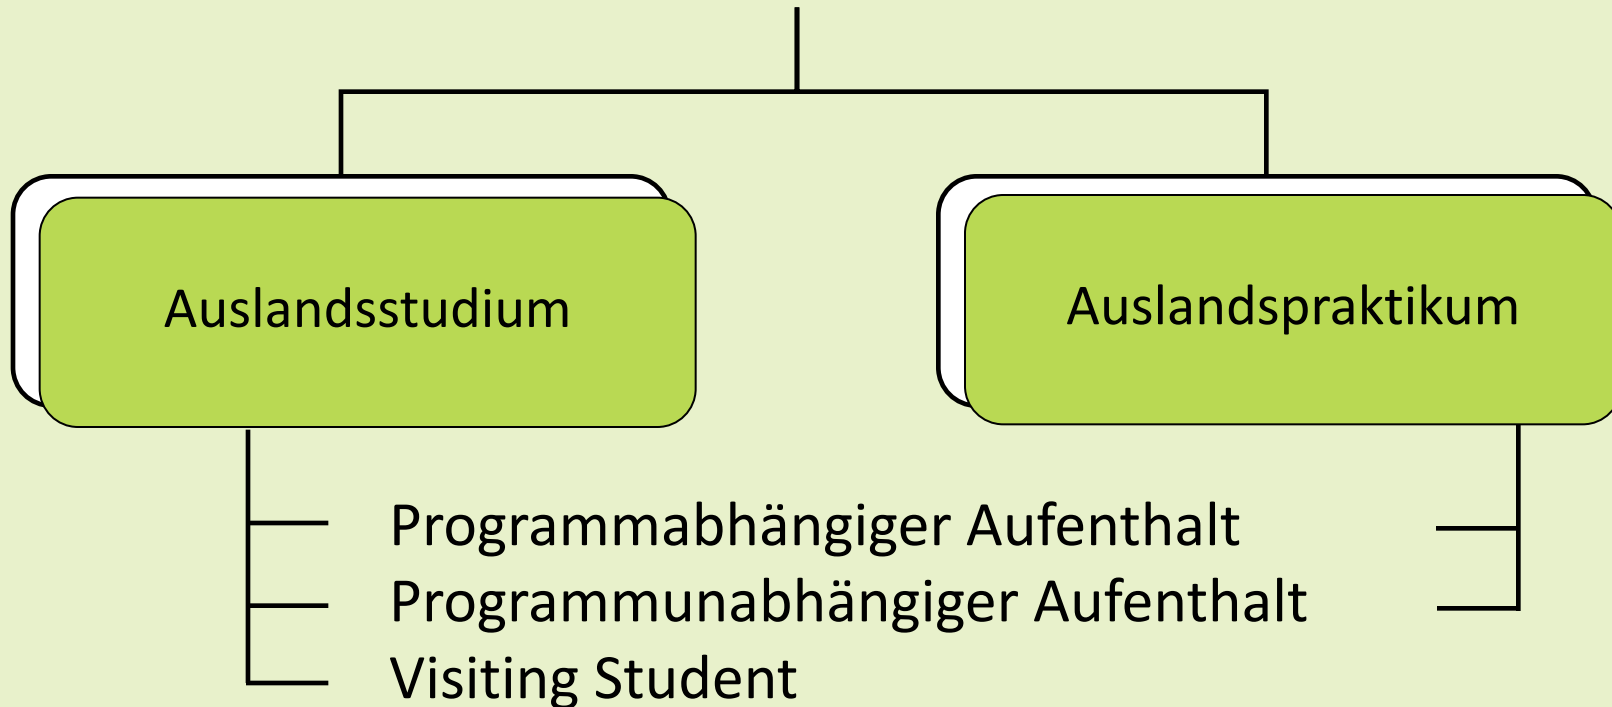 Auslandsstudium
Auslandspraktikum
Programmabhängiger Aufenthalt
Programmunabhängiger Aufenthalt
Visiting Student